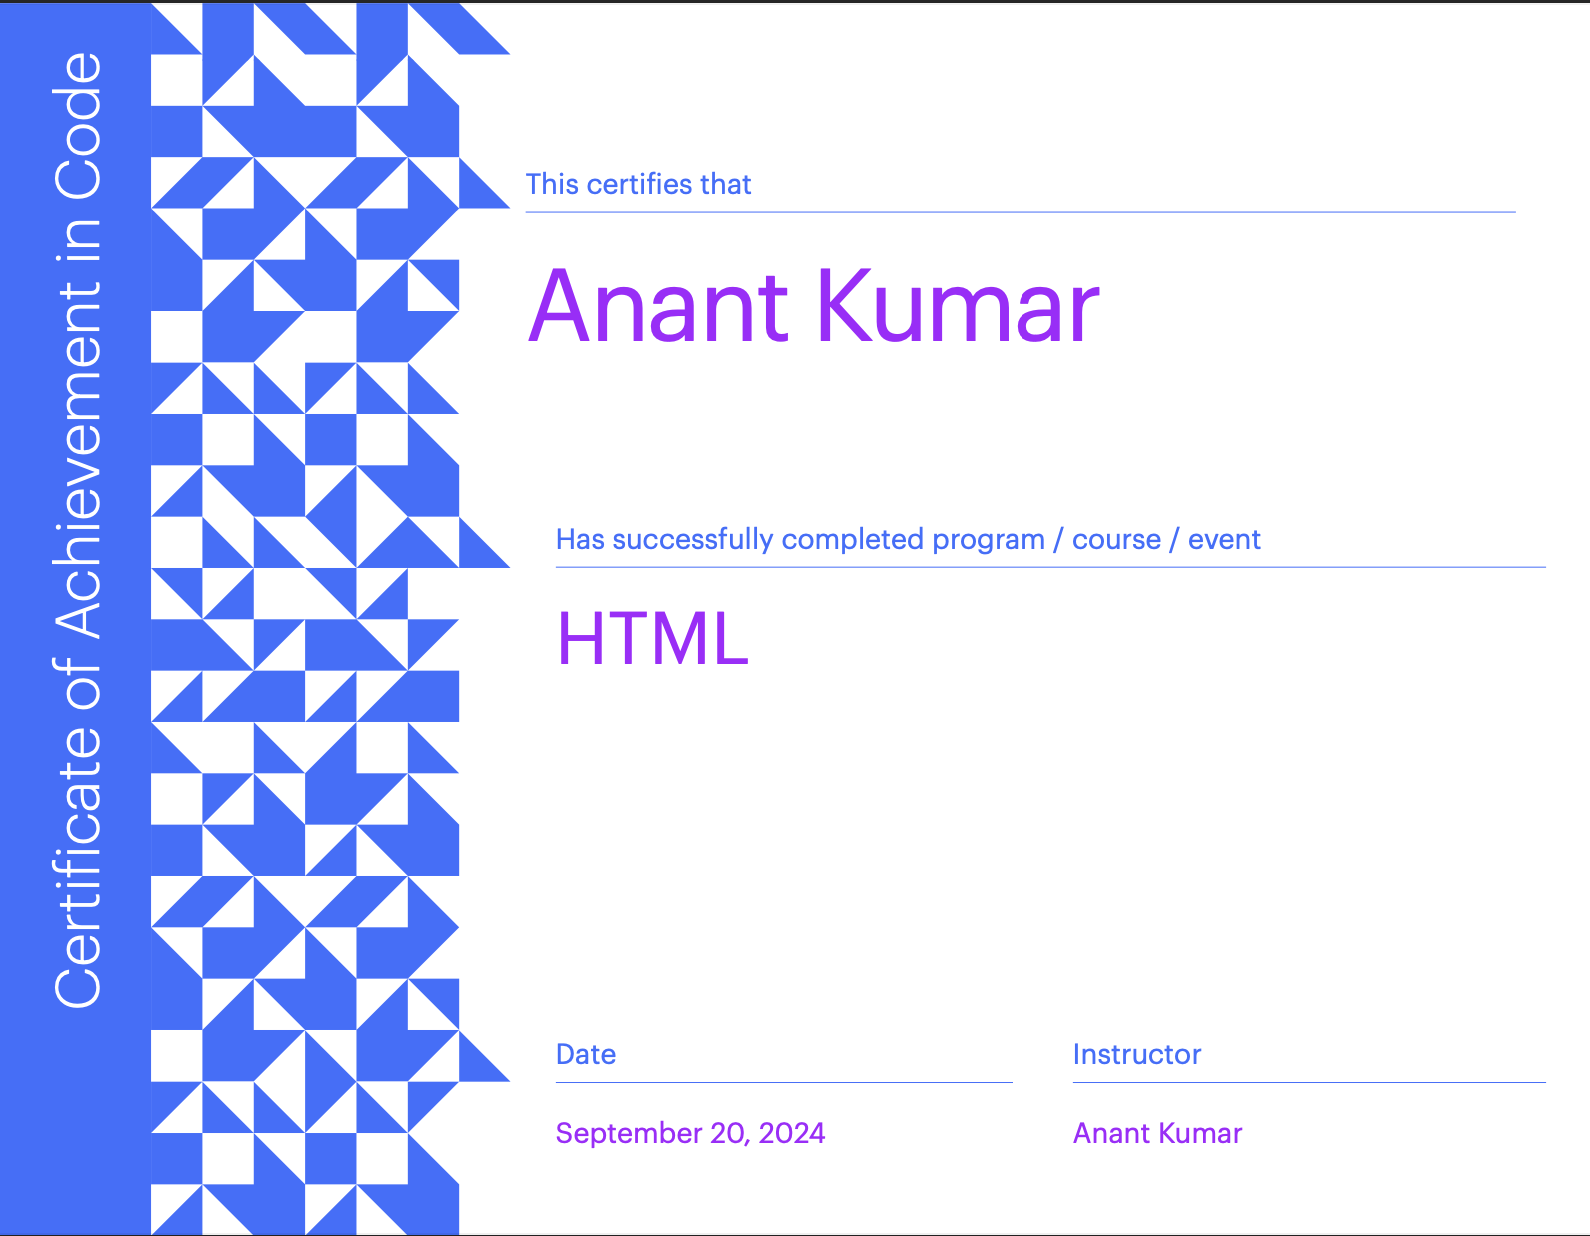 Certificate of Achievement in Code
This certifies that
Anant Kumar
Has successfully completed program / course / event
HTML
Date
September 20, 2024
Instructor
Anant Kumar